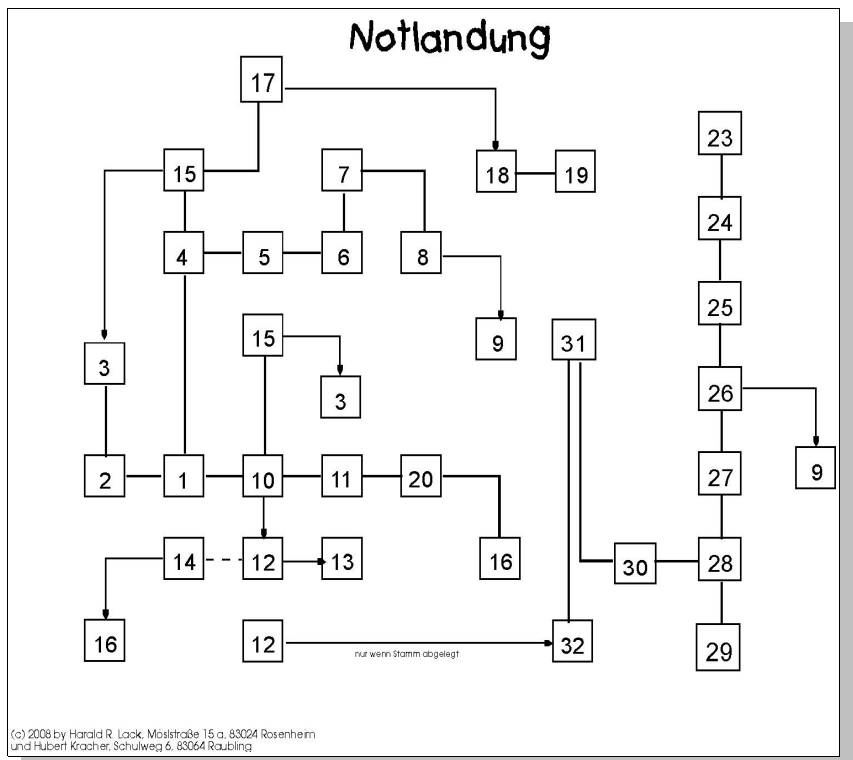 Notlandung
17
23
15 7 18 19
24
4 5 6 8
25
15 9 31
3
3 26
2 1 10 11 20 27 9
14 12 13 16 30 28
16 12 32 29
nur wenn Stamm abgelegt
(c) 2008 by Harald R. Lack, Möslstraße 15 a, 83024 Rosenheim
und Hubert Kracher, Schulweg 6, 83064 Raubling